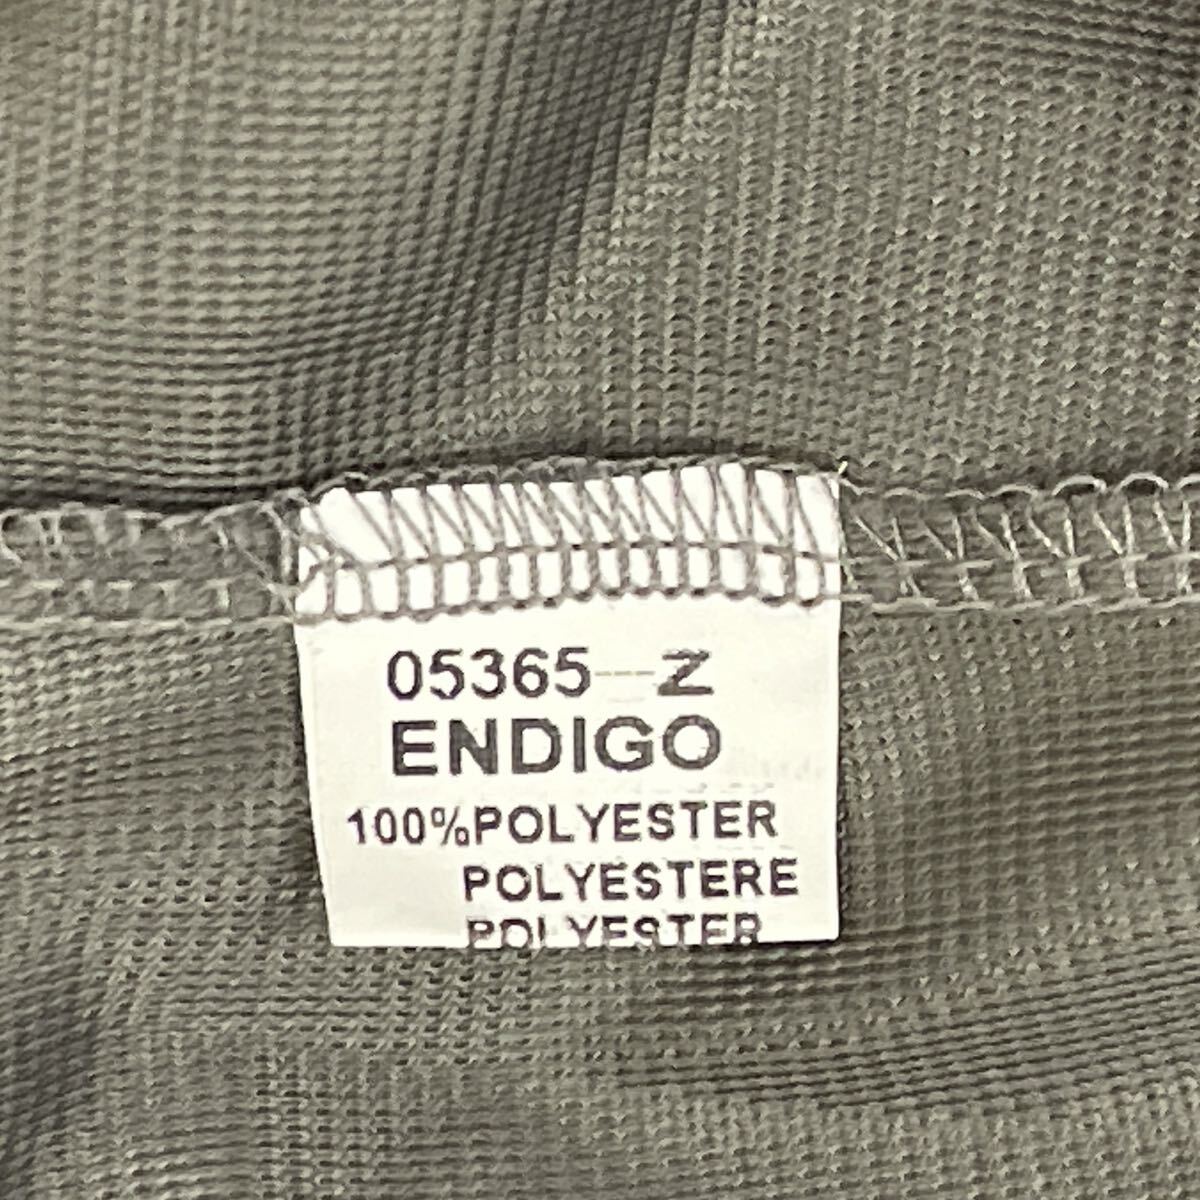 05365-Z
ENDIGO
100%POLYESTER
POLYESTERE
POLYESTER